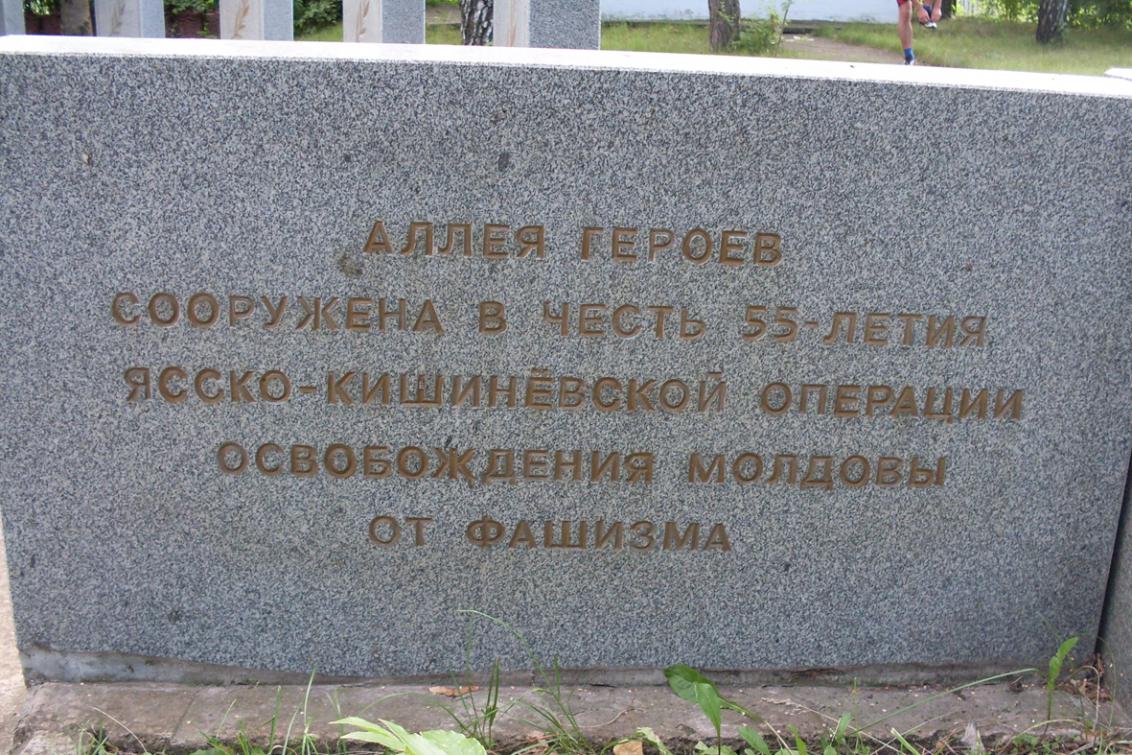 АЛЛЕЯ ГЕРОЕВ
СООРУЖЕНА В ЧЕСТЬ 55-ЛЕТИЯ
ЯССКО-КИШИНЁВСКОЙ ОПЕРАЦИИ
ОСВОБОЖДЕНИЯ МОЛДОВЫ
ОТ ФАШИЗМА